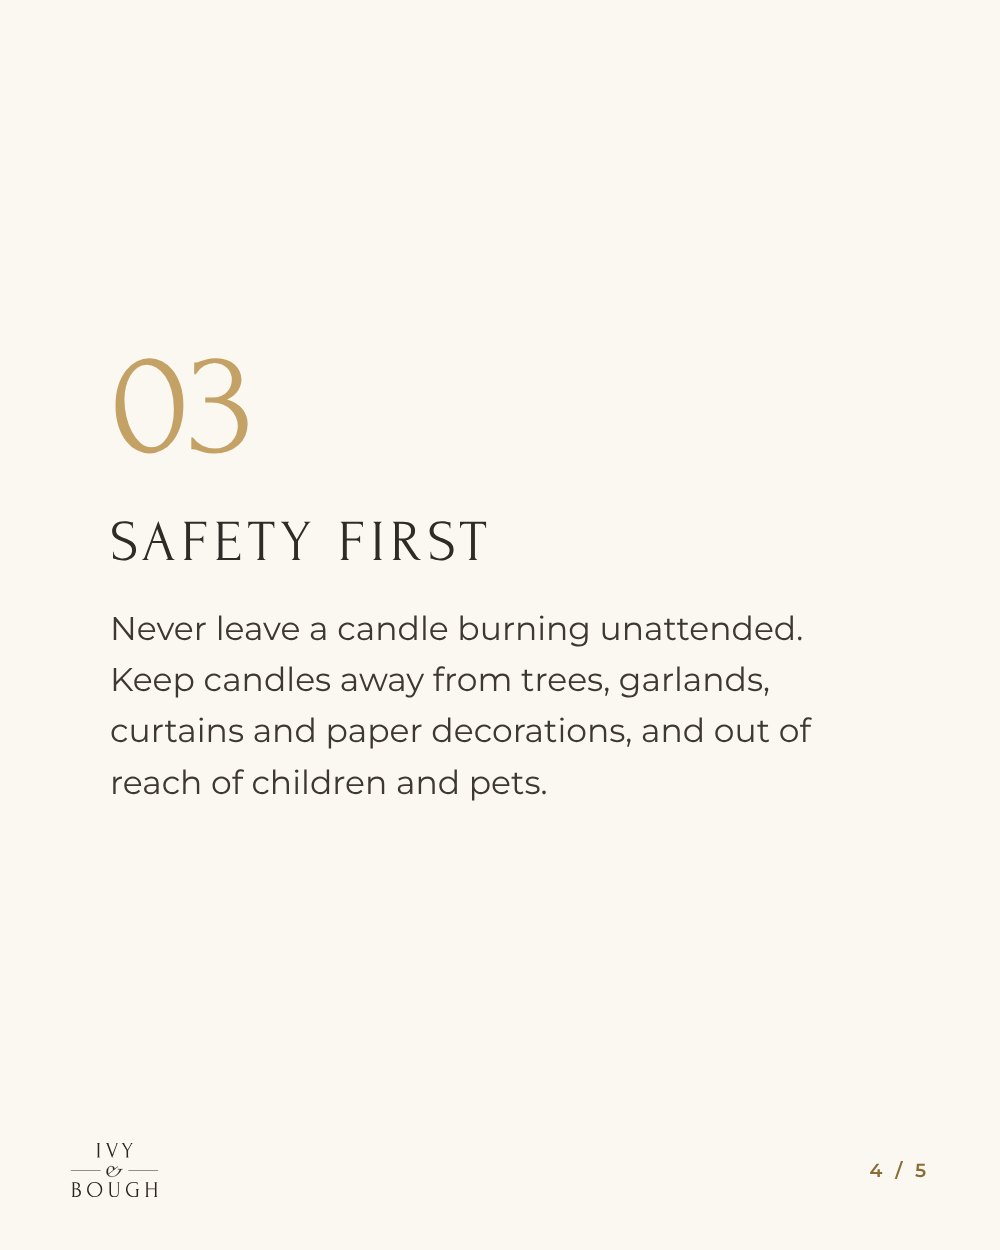 03
SAFETY FIRST
Never leave a candle burning unattended.
Keep candles away from trees, garlands,
curtains and paper decorations, and out of
reach of children and pets.
IVY
&
BOUGH
4 / 5